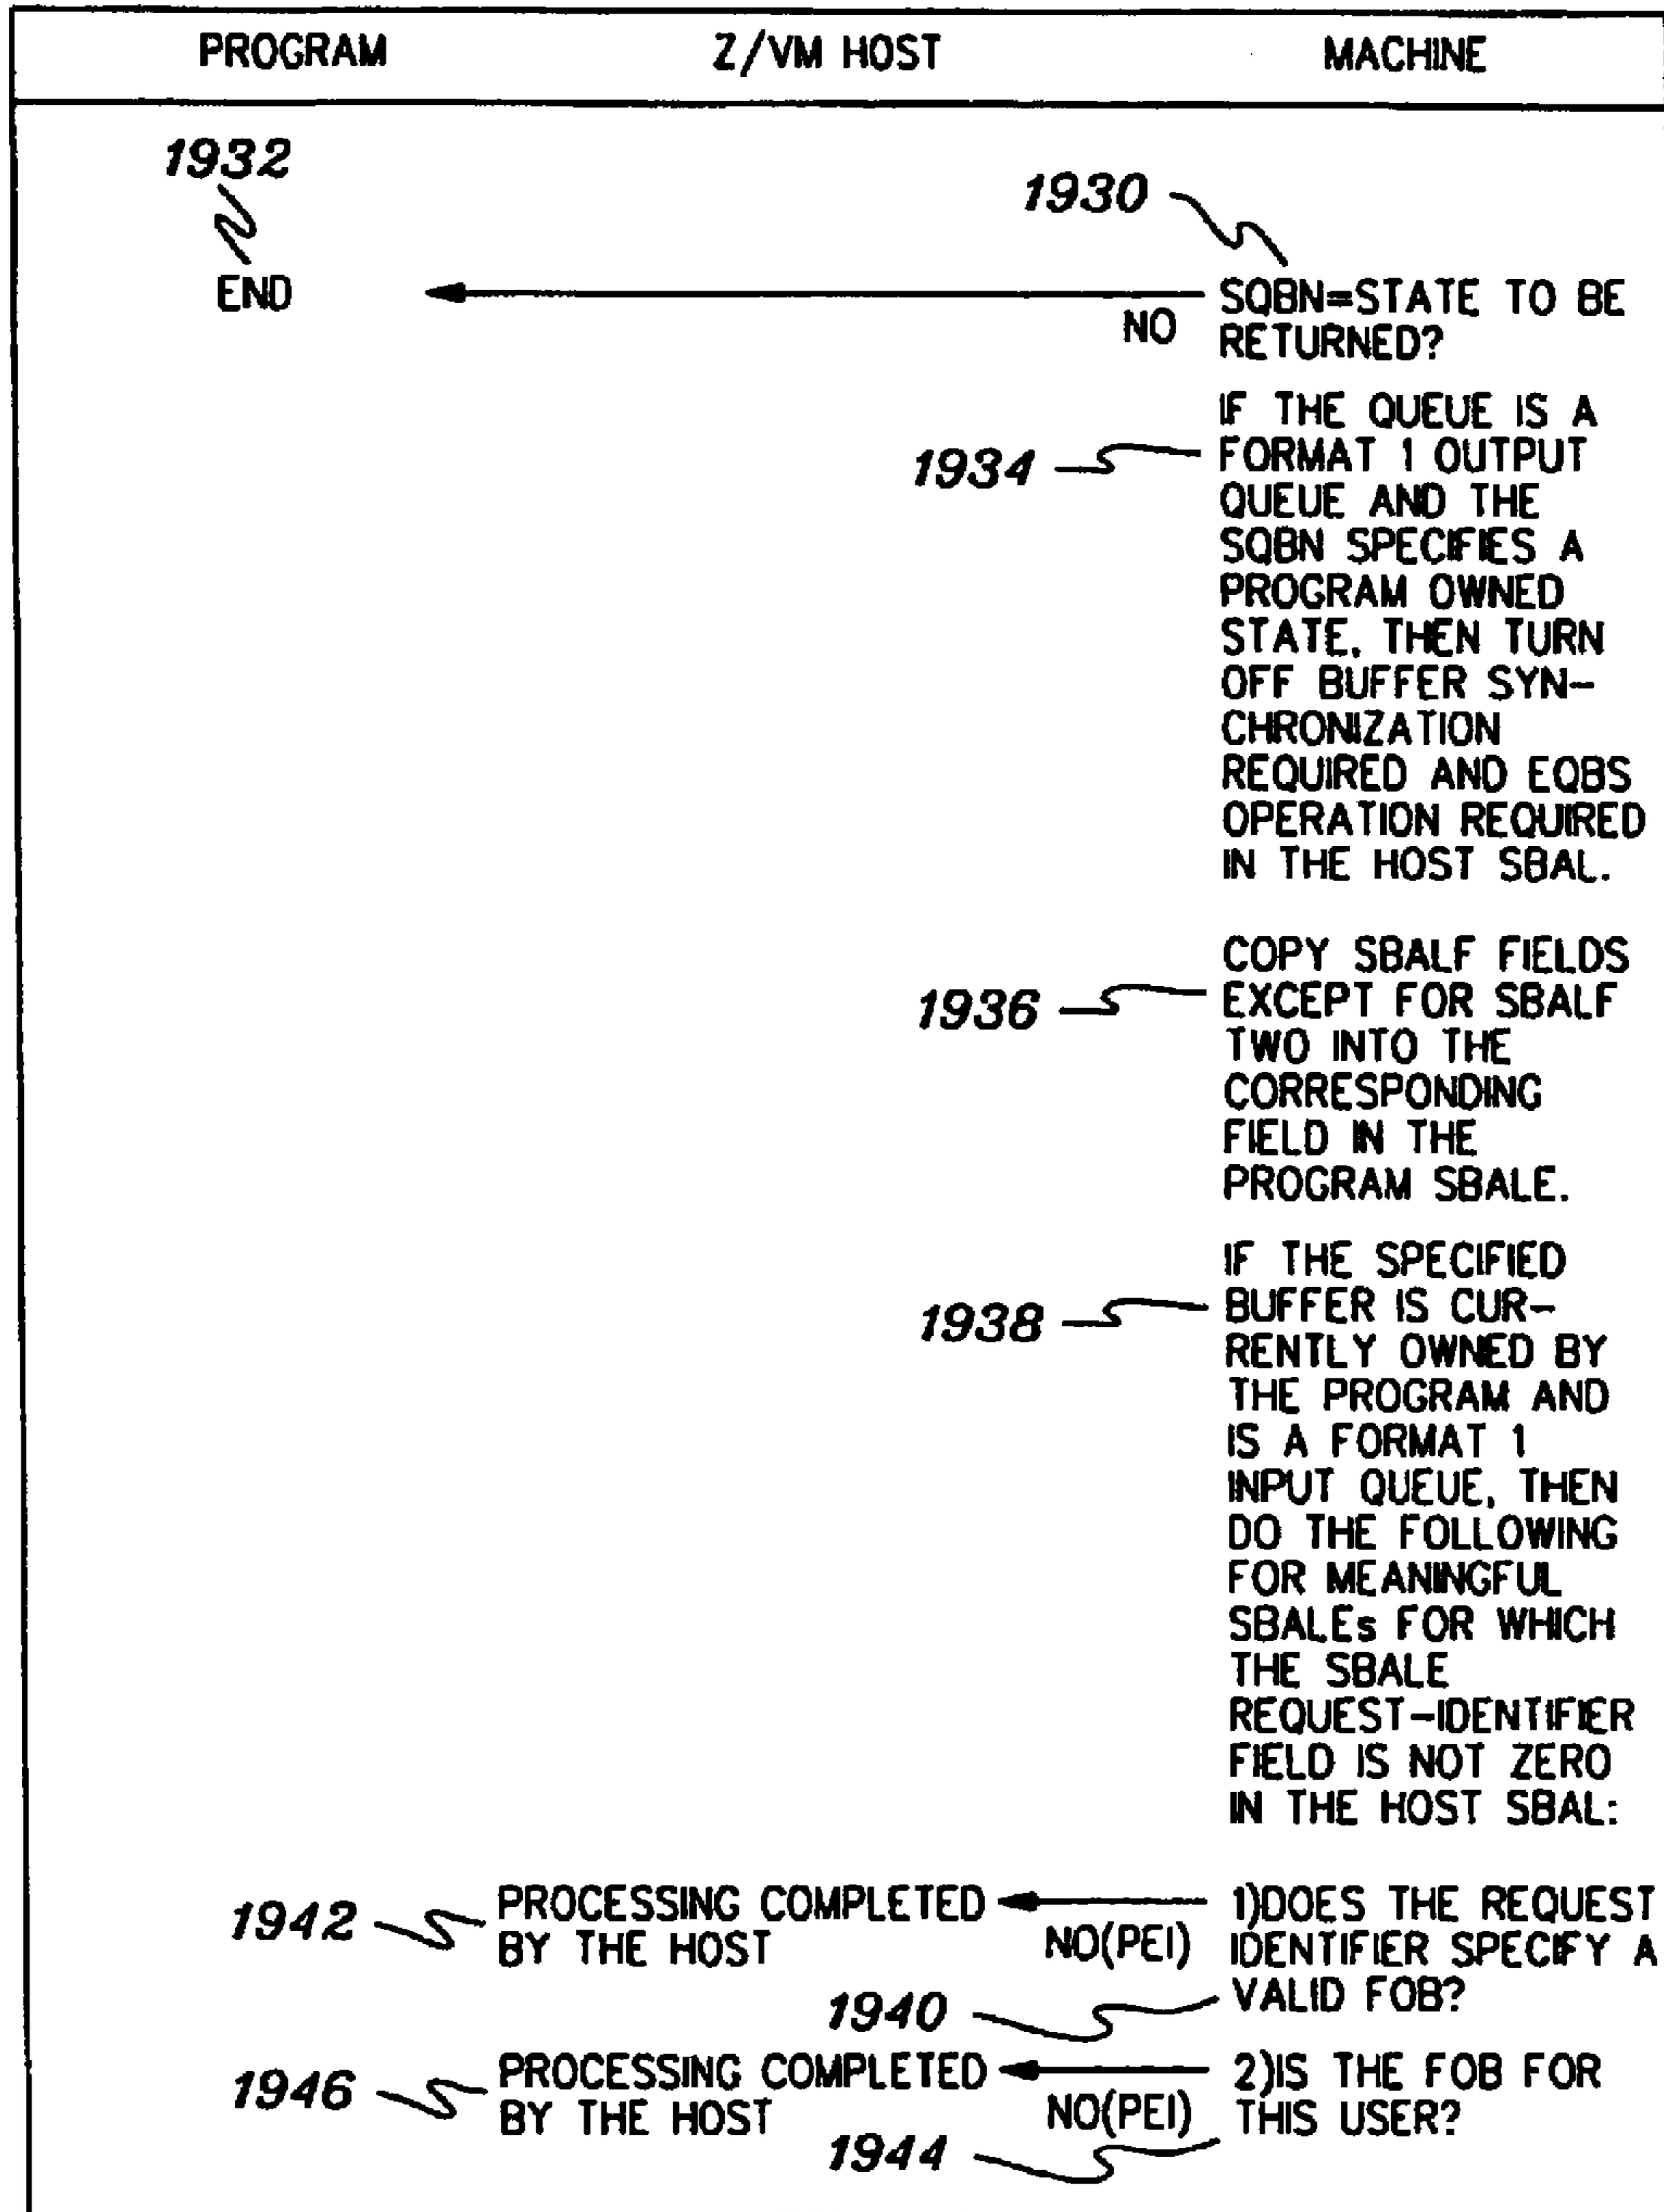 PROGRAM Z/VM HOST MACHINE
1932
1930
END
NO
SQBN=STATE TO BE
RETURNED?
1934
IF THE QUEUE IS A
FORMAT 1 OUTPUT
QUEUE AND THE
SQBN SPECIFIES A
PROGRAM OWNED
STATE, THEN TURN
OFF BUFFER SYN-
CHRONIZATION
REQUIRED AND EQBS
OPERATION REQUIRED
IN THE HOST SBAL.
1936
COPY SBALF FIELDS
EXCEPT FOR SBALF
TWO INTO THE
CORRESPONDING
FIELD IN THE
PROGRAM SBALE.
1938
IF THE SPECIFIED
BUFFER IS CUR-
RENTLY OWNED BY
THE PROGRAM AND
IS A FORMAT 1
INPUT QUEUE, THEN
DO THE FOLLOWING
FOR MEANINGFUL
SBALEs FOR WHICH
THE SBALE
REQUEST-IDENTIFIER
FIELD IS NOT ZERO
IN THE HOST SBAL:
1942
PROCESSING COMPLETED
BY THE HOST
NO(PEI)
1)DOES THE REQUEST
IDENTIFIER SPECIFY A
VALID FOB?
1940
1946
PROCESSING COMPLETED
BY THE HOST
NO(PEI)
2)IS THE FOB FOR
THIS USER?
1944